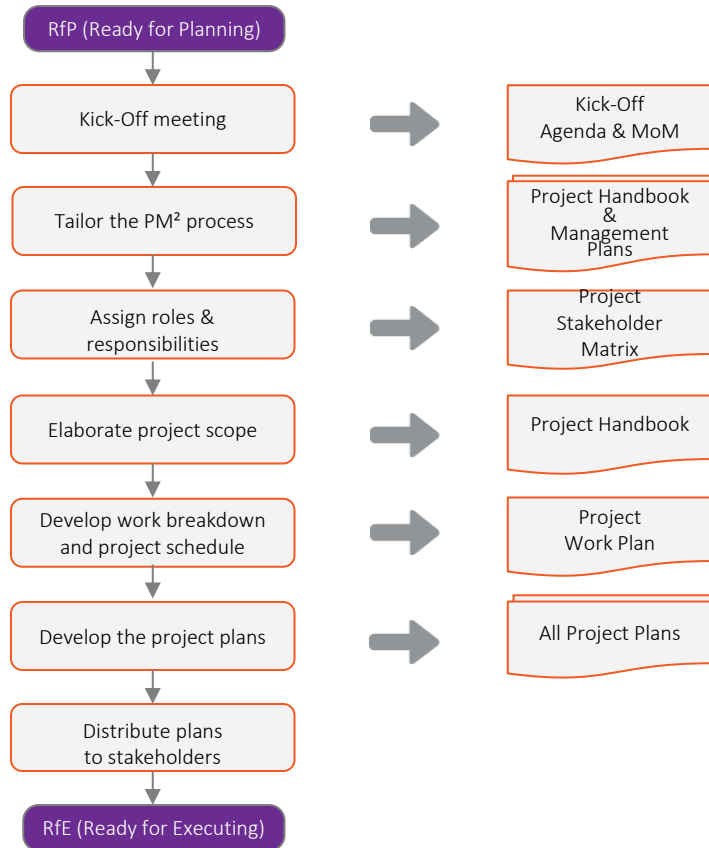 RfP (Ready for Planning)
Kick-Off meeting
Kick-Off
Agenda & MoM
Tailor the PM² process
Project Handbook
&
Management
Plans
Assign roles &
responsibilities
Project
Stakeholder
Matrix
Elaborate project scope
Project Handbook
Develop work breakdown
and project schedule
Project
Work Plan
Develop the project plans
All Project Plans
Distribute plans
to stakeholders
RfE (Ready for Executing)